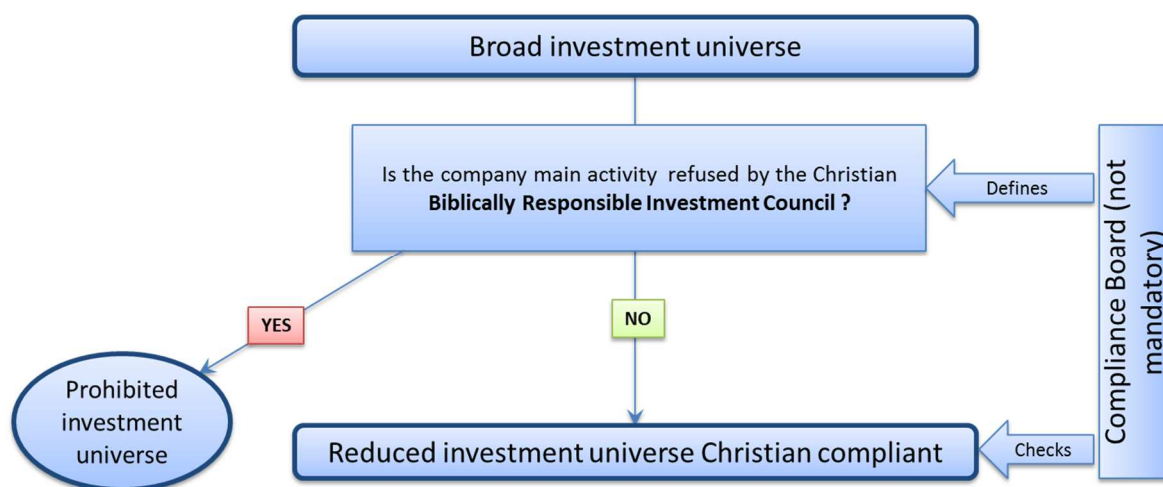 Broad investment universe
Is the company main activity refused by the Christian
Biblically Responsible Investment Council ?
Defines
Compliance Board (not
mandatory)
YES
NO
Prohibited
investment
universe
Reduced investment universe Christian compliant
Checks